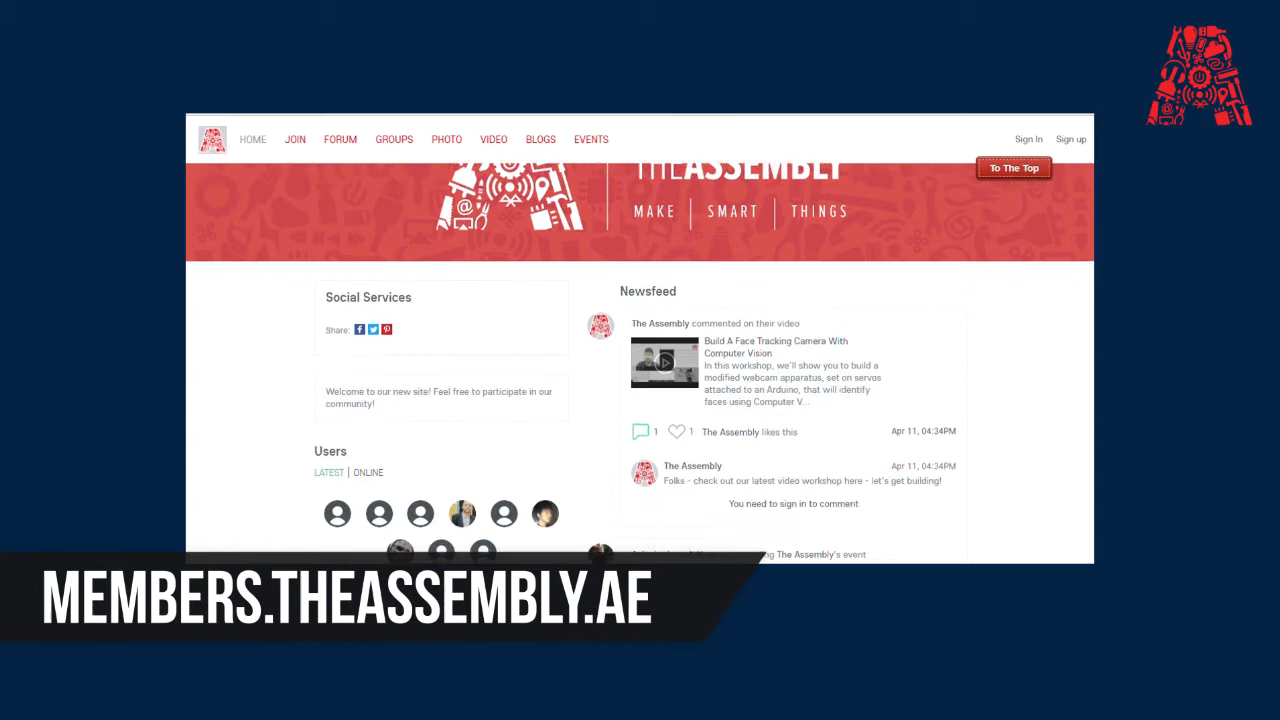 HOME JOIN FORUM GROUPS PHOTO VIDEO BLOGS EVENTS Sign In Sign up
To The Top
THEASSEMBLY
MAKE | SMART | THINGS
Social Services
Share:
Welcome to our new site! Feel free to participate in our
community!
Users
LATEST | ONLINE
Newsfeed
The Assembly commented on their video
Build A Face Tracking Camera With
Computer Vision
In this workshop, we'll show you to build a
modified webcam apparatus, set on servos
attached to an Arduino, that will identify
faces using Computer V...
1 1 The Assembly likes this Apr 11, 04:34PM
The Assembly Apr 11, 04:34PM
Folks - check out our latest video workshop here - let's get building!
You need to sign in to comment
The Assembly's event
MEMBERS.THEASSEMBLY.AE